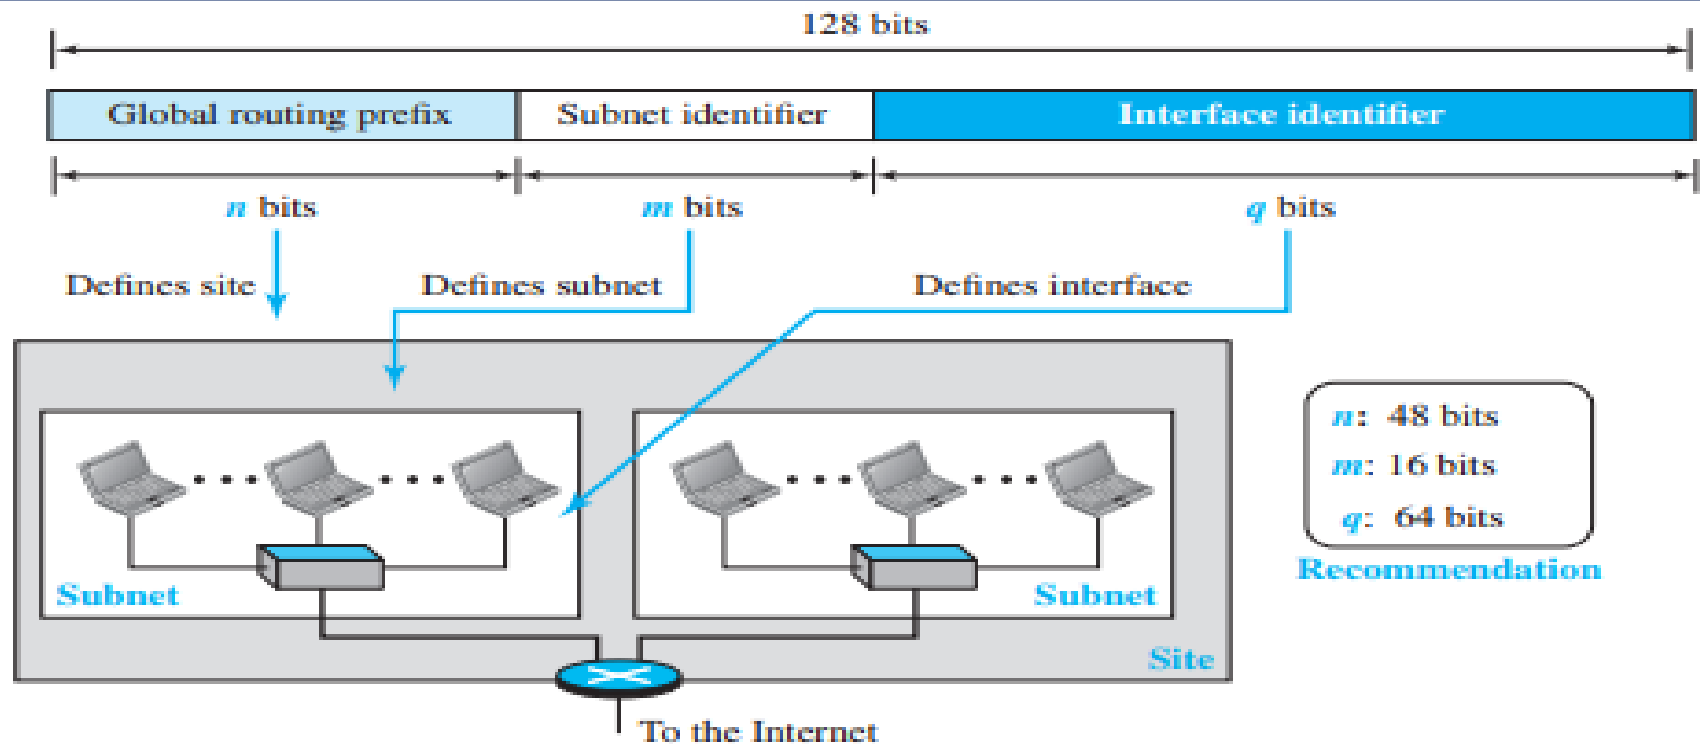 128 bits
Global routing prefix Subnet identifier Interface identifier
n bits m bits q bits
Defines site Defines subnet Defines interface
n: 48 bits
m: 16 bits
q: 64 bits
Recommendation
Subnet Subnet
Site
To the Internet